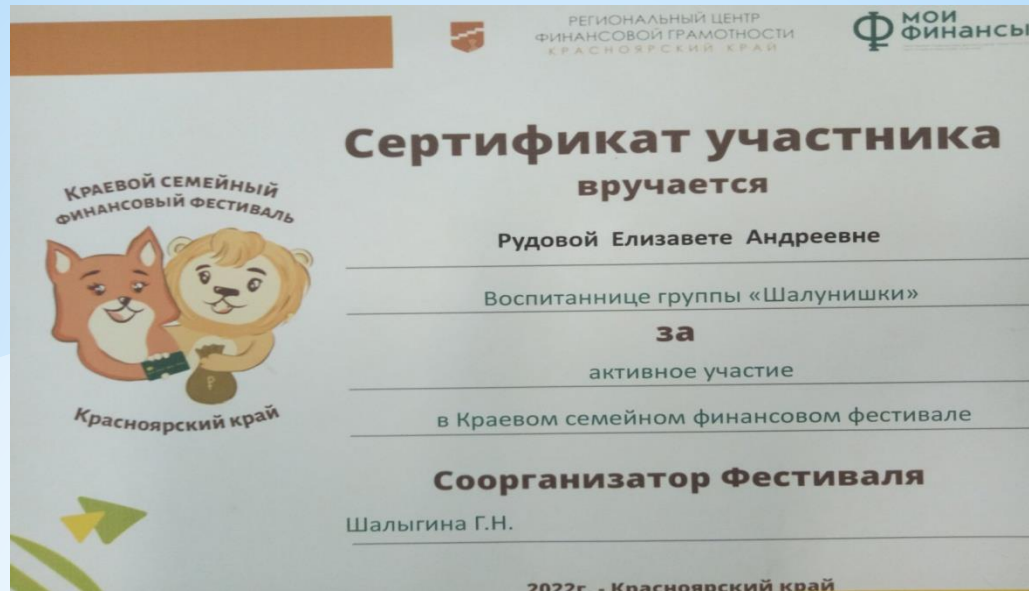 РЕГИОНАЛЬНЫЙ ЦЕНТР
ФИНАНСОВОЙ ГРАМОТНОСТИ
КРАСНОЯРСКИЙ КРАЙ
МОИ
ФИНАНСЫ
Сертификат участника
вручается
КРАЕВОЙ СЕМЕЙНЫЙ
ФИНАНСОВЫЙ ФЕСТИВАЛЬ
Красноярский край
Рудовой Елизавете Андреевне
Воспитаннице группы «Шалунишки»
за
активное участие
в Краевом семейном финансовом фестивале
Соорганизатор Фестиваля
Шалыгина Г.Н.
2022г. - Красноярский край